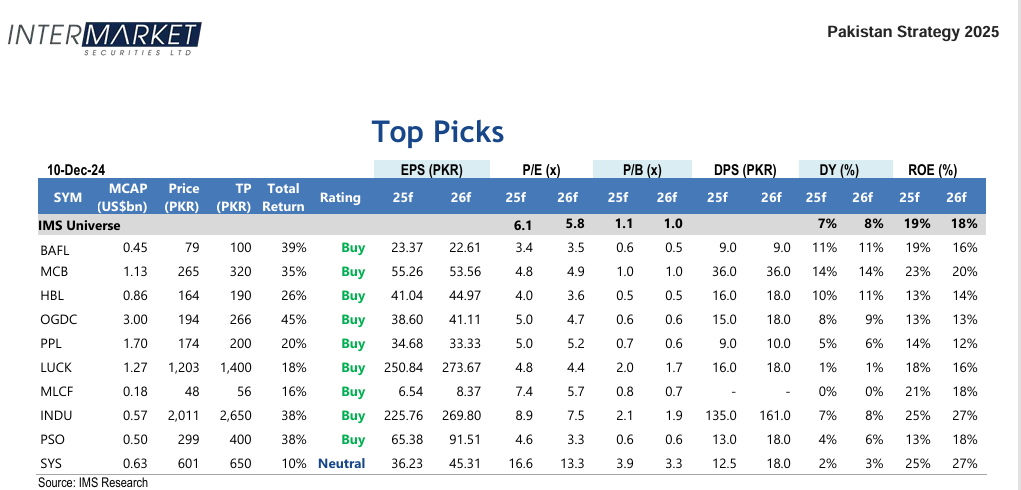 INTERMARKET
SECURITIES LTD
Pakistan Strategy 2025
Top Picks
10-Dec-24 EPS (PKR) P/E (x) P/B (x) DPS (PKR) DY (%) ROE (%)
SYM MCAP (US$bn) Price (PKR) TP (PKR) Total Return Rating 25f 26f 25f 26f 25f 26f 25f 26f 25f 26f 25f 26f
IMS Universe 6.1 5.8 1.1 1.0 7% 8% 19% 18%
BAFL 0.45 79 100 39% Buy 23.37 22.61 3.4 3.5 0.6 0.5 9.0 9.0 11% 11% 19% 16%
MCB 1.13 265 320 35% Buy 55.26 53.56 4.8 4.9 1.0 1.0 36.0 36.0 14% 14% 23% 20%
HBL 0.86 164 190 26% Buy 41.04 44.97 4.0 3.6 0.5 0.5 16.0 18.0 10% 11% 13% 14%
OGDC 3.00 194 266 45% Buy 38.60 41.11 5.0 4.7 0.6 0.6 15.0 18.0 8% 9% 13% 13%
PPL 1.70 174 200 20% Buy 34.68 33.33 5.0 5.2 0.7 0.6 9.0 10.0 5% 6% 14% 12%
LUCK 1.27 1,203 1,400 18% Buy 250.84 273.67 4.8 4.4 2.0 1.7 16.0 18.0 1% 1% 18% 16%
MLCF 0.18 48 56 16% Buy 6.54 8.37 7.4 5.7 0.8 0.7 - - 0% 0% 21% 18%
INDU 0.57 2,011 2,650 38% Buy 225.76 269.80 8.9 7.5 2.1 1.9 135.0 161.0 7% 8% 25% 27%
PSO 0.50 299 400 38% Buy 65.38 91.51 4.6 3.3 0.6 0.6 13.0 18.0 4% 6% 13% 18%
SYS 0.63 601 650 10% Neutral 36.23 45.31 16.6 13.3 3.9 3.3 12.5 18.0 2% 3% 25% 27%
Source: IMS Research